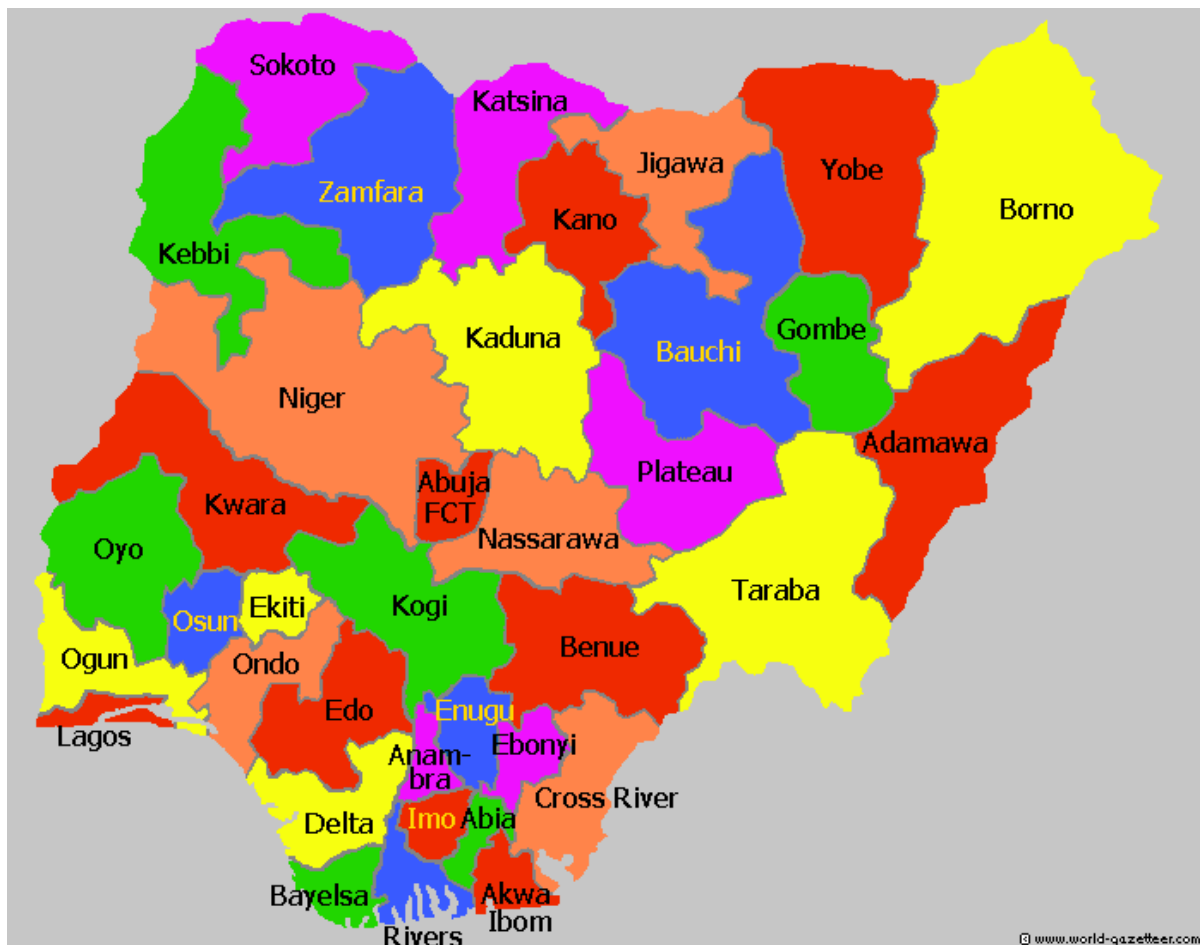 Sokoto
Katsina
Jigawa
Yobe
Zamfara
Kano
Borno
Kebbi
Kaduna
Gombe
Bauchi
Niger
Adamawa
Plateau
Abuja
FCT
Kwara
Nassarawa
Oyo
Taraba
Kogi
Ekiti
Osun
Benue
Ogun
Ondo
Edo
Enugu
Lagos
Ebonyi
Anam-
bra
Cross River
Delta
Imo
Abia
Bayelsa
Akwa
Ibom
Rivers
© www.world-gazetteer.com